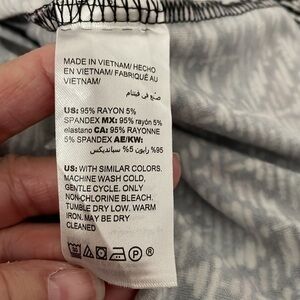 MADE IN VIETNAM/ HECHO
EN VIETNAM/ FABRIQUÉ AU
VIETNAM/
صنع في فيتنام
US: 95% RAYON 5%
SPANDEX MX: 95% rayón 5%
elastano CA: 95% RAYONNE
5% SPANDEX AE/KW:
95% رايون 5% سباندكس
US: WITH SIMILAR COLORS.
MACHINE WASH COLD,
GENTLE CYCLE. ONLY
NON-CHLORINE BLEACH.
TUMBLE DRY LOW. WARM
IRON. MAY BE DRY
CLEANED